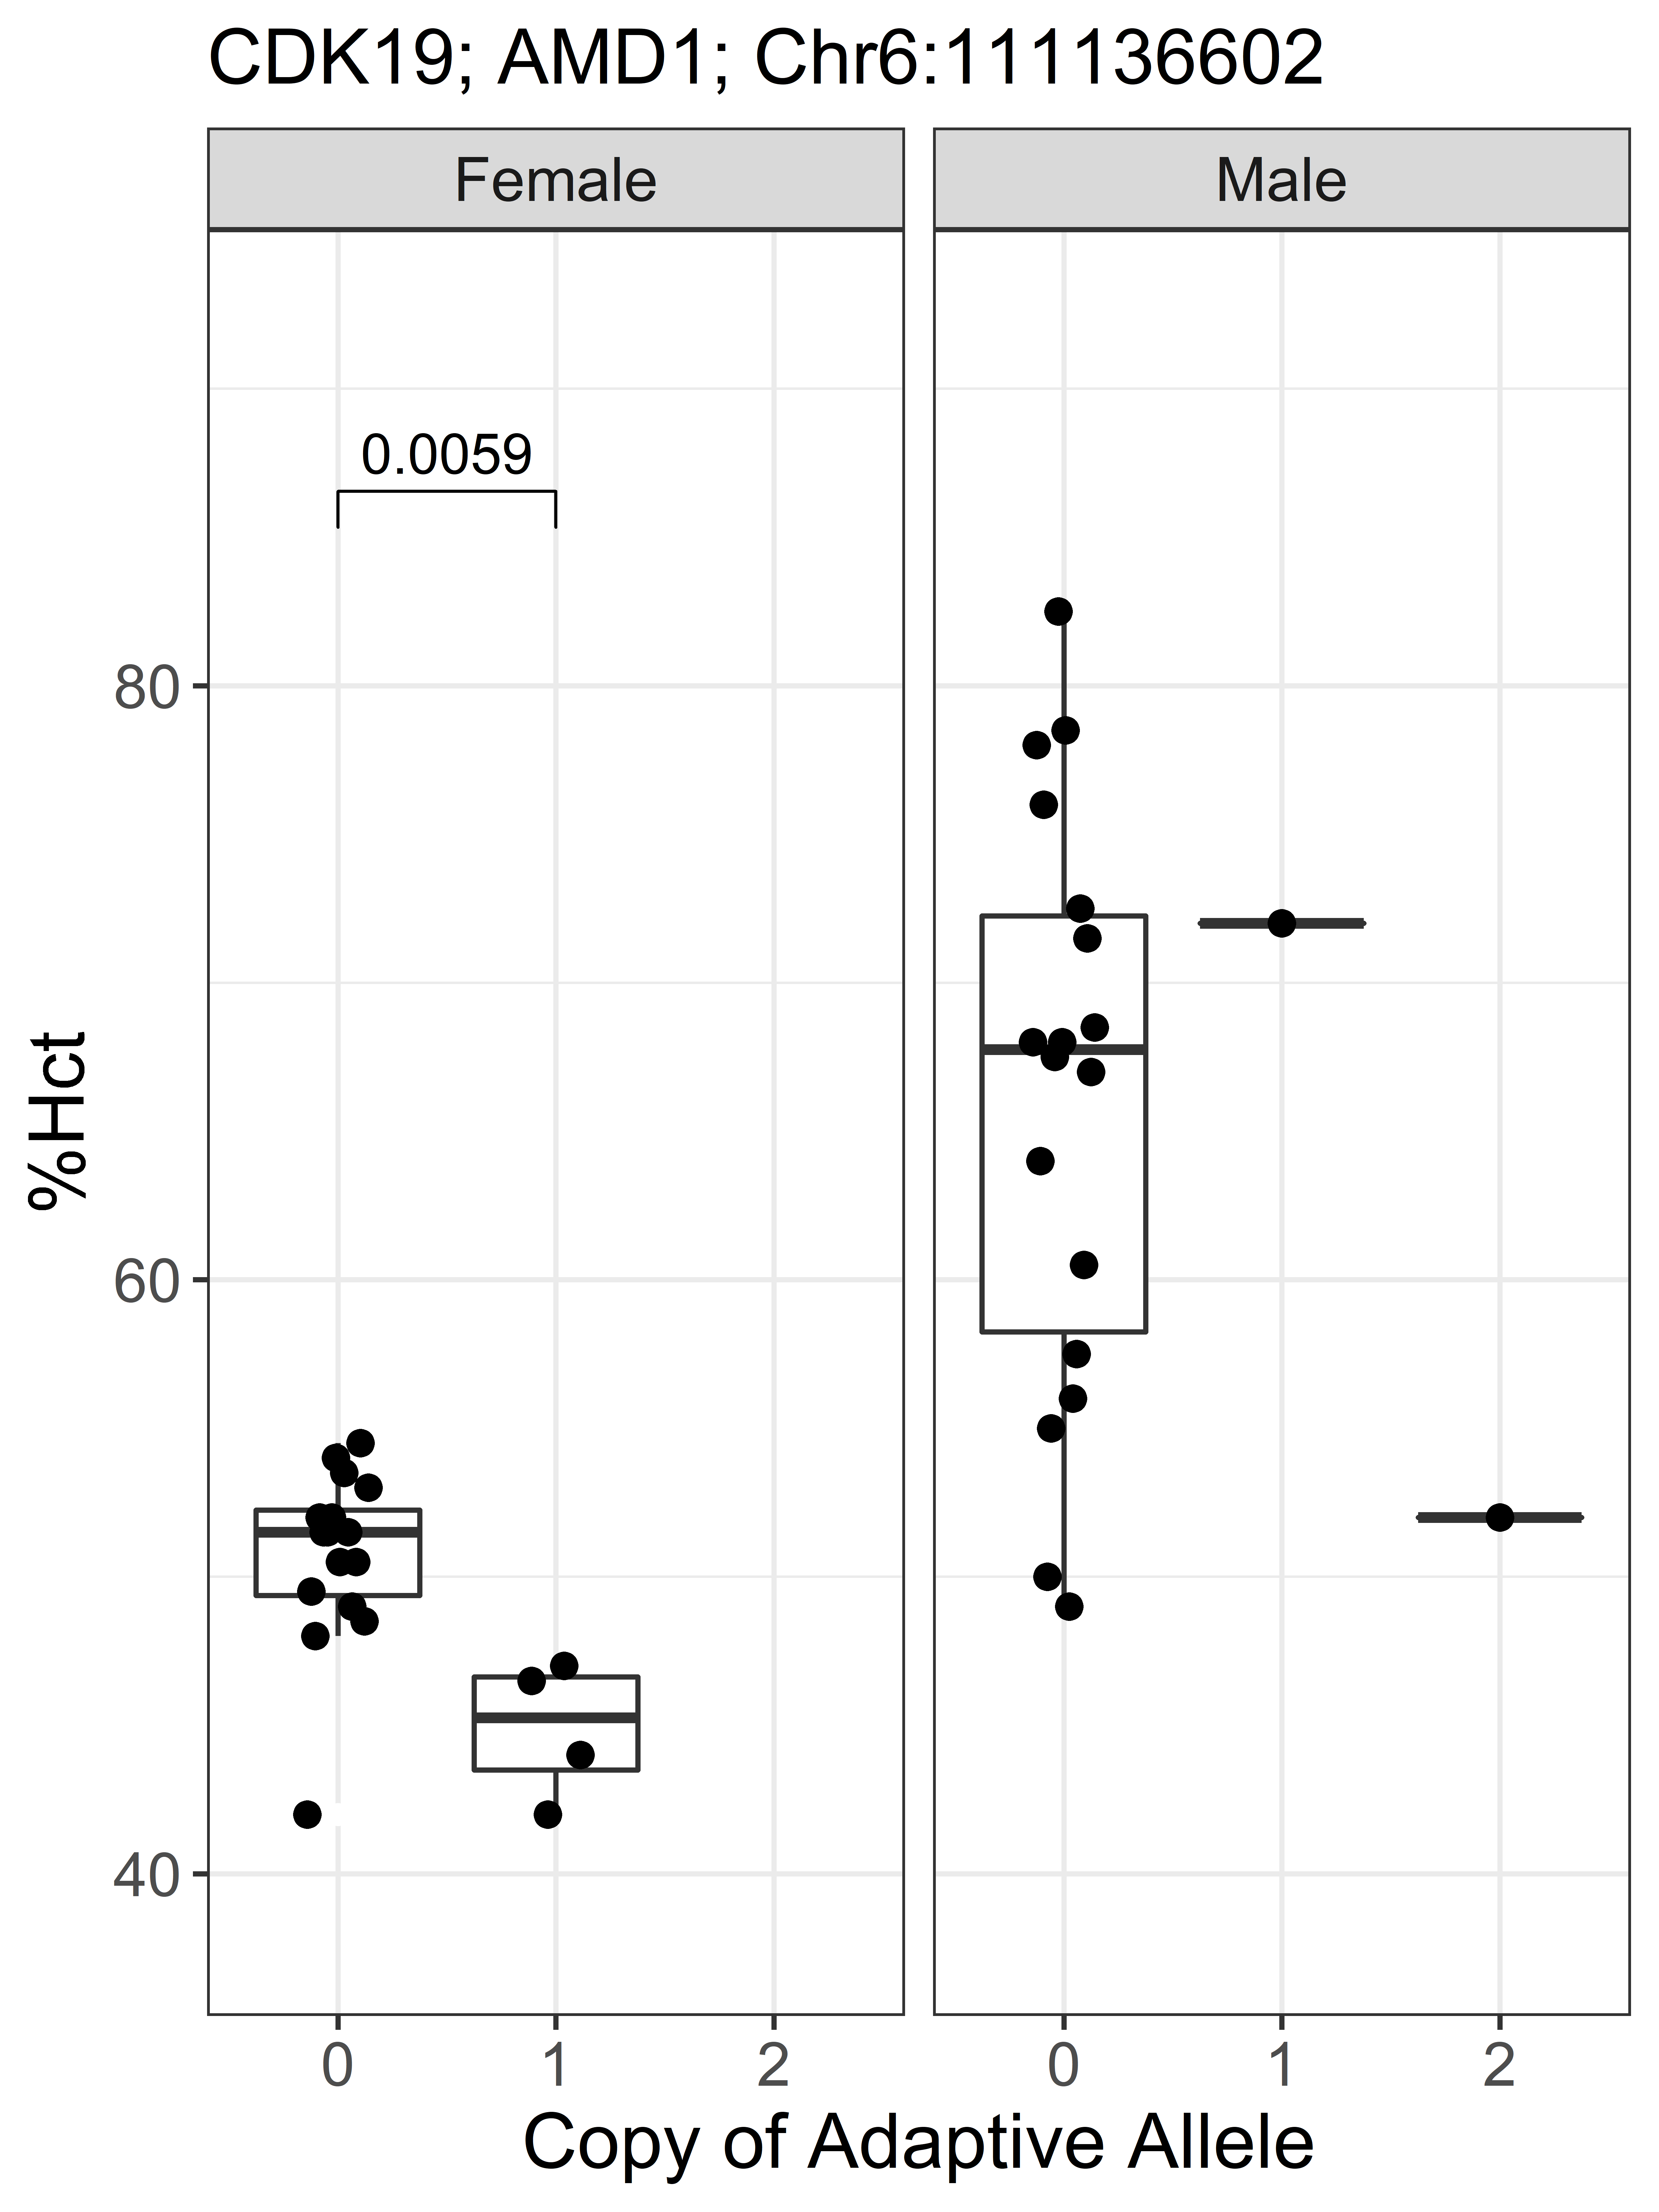 CDK19; AMD1; Chr6:111136602
Female
Male
0.0059
%Hct
80
60
40
0 1 2
0 1 2
Copy of Adaptive Allele